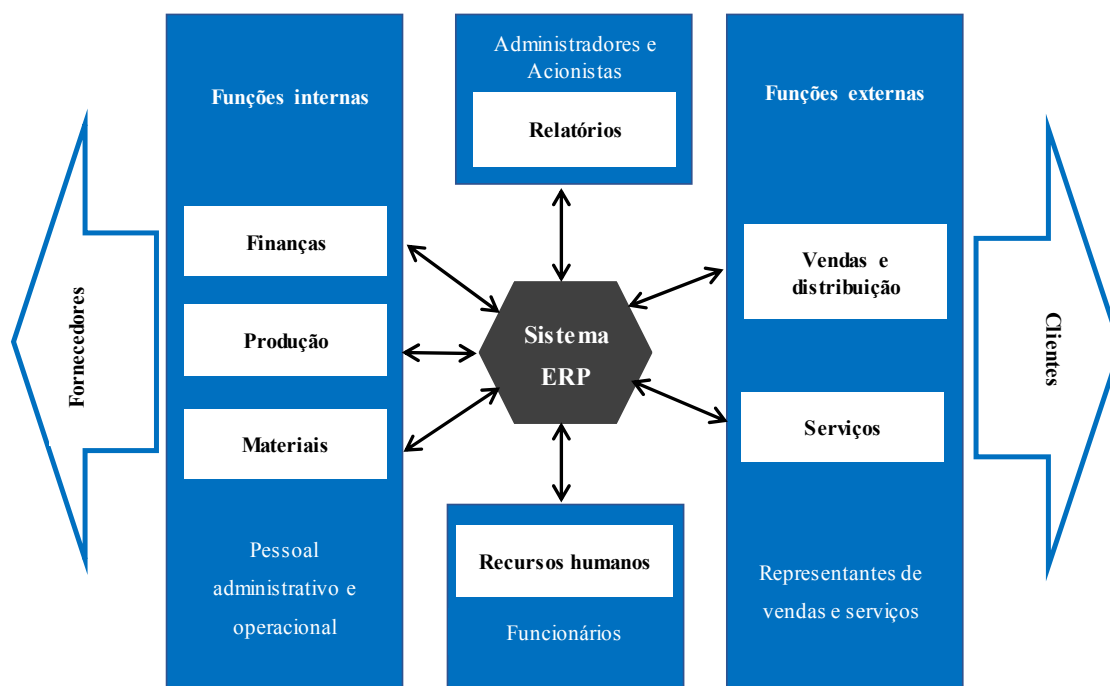 Fornecedores
Funções internas
Finanças
Produção
Materiais
Pessoal
administrativo e
operacional
Administradores e
Acionistas
Relatórios
Sistema
ERP
Recursos humanos
Funcionários
Funções externas
Vendas e
distribuição
Serviços
Representantes de
vendas e serviços
Clientes